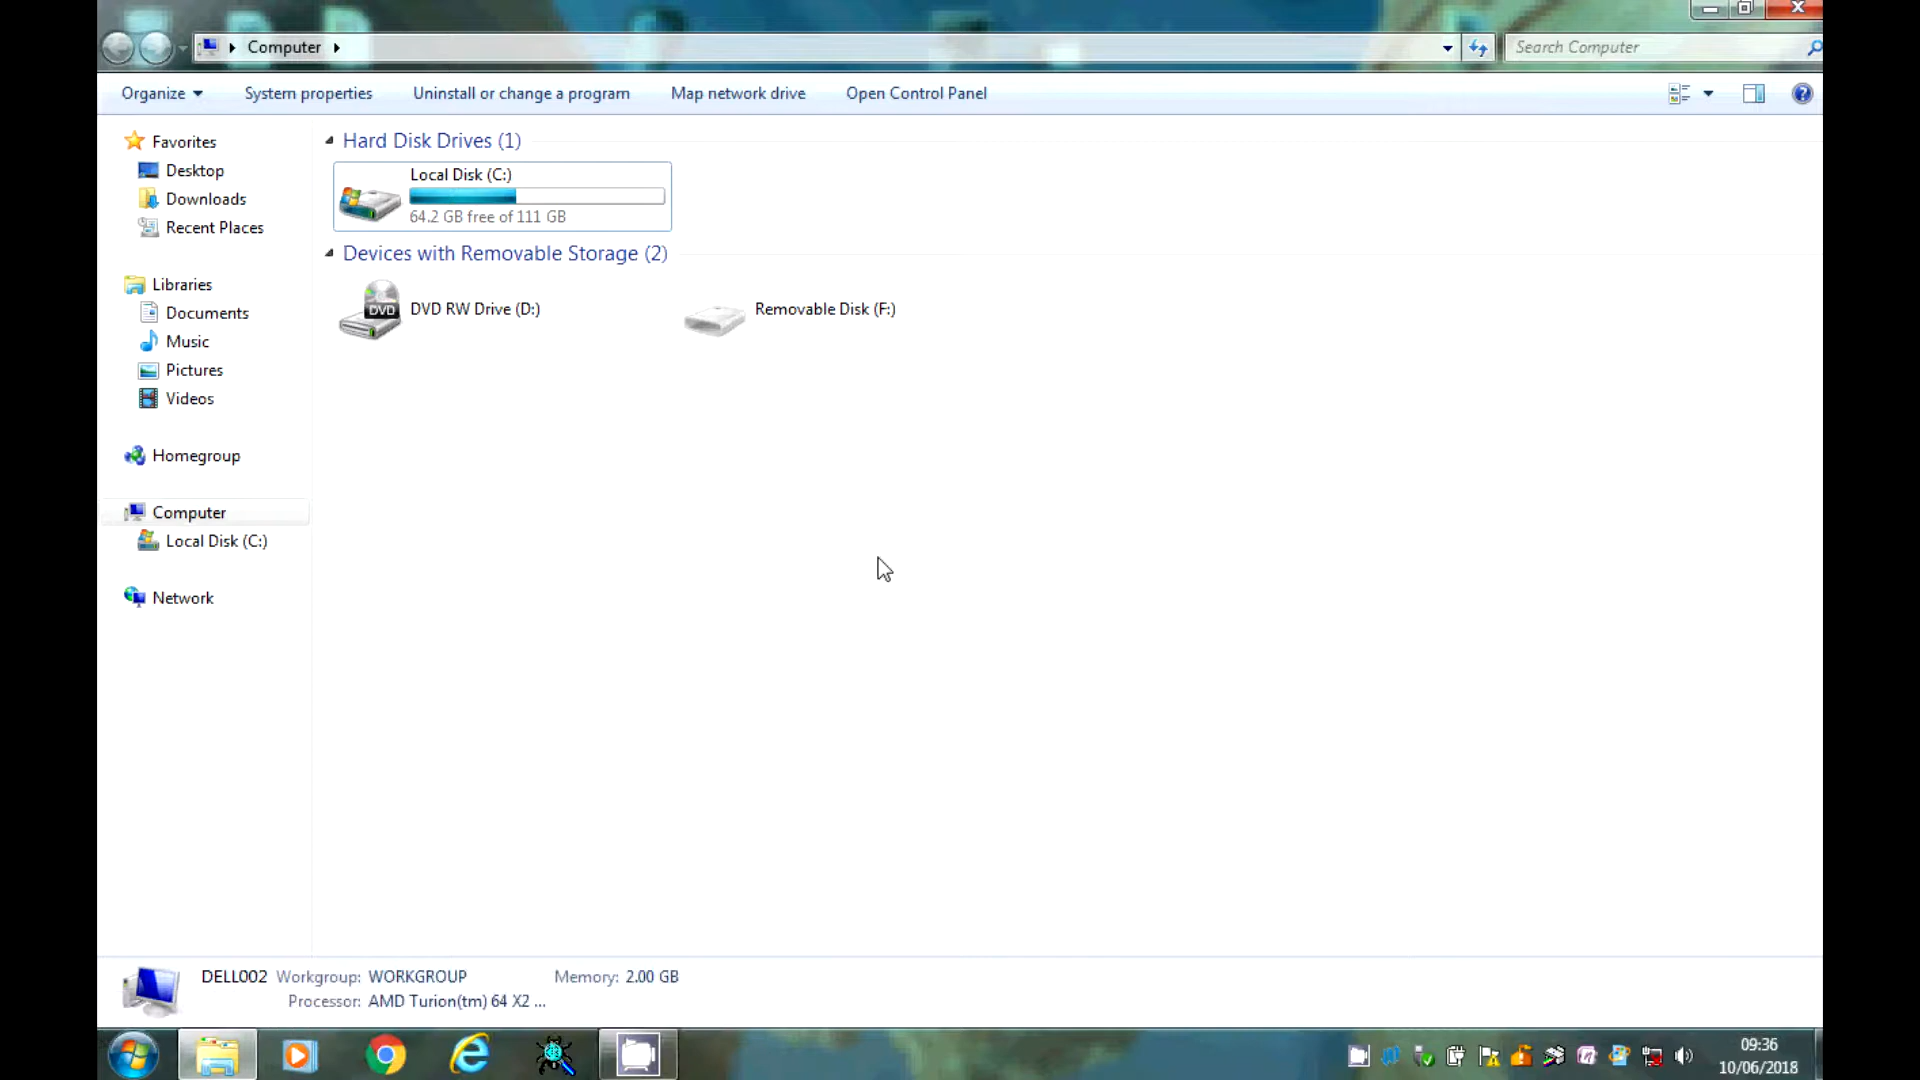 Computer
Search Computer
Organize
System properties
Uninstall or change a program
Map network drive
Open Control Panel
Favorites
Desktop
Downloads
Recent Places
Libraries
Documents
Music
Pictures
Videos
Homegroup
Computer
Local Disk (C:)
Network
Hard Disk Drives (1)
Local Disk (C:)
64.2 GB free of 111 GB
Devices with Removable Storage (2)
DVD
DVD RW Drive (D:)
Removable Disk (F:)
DELL002 Workgroup: WORKGROUP Memory: 2.00 GB
Processor: AMD Turion(tm) 64 X2 ...
09:36
10/06/2018